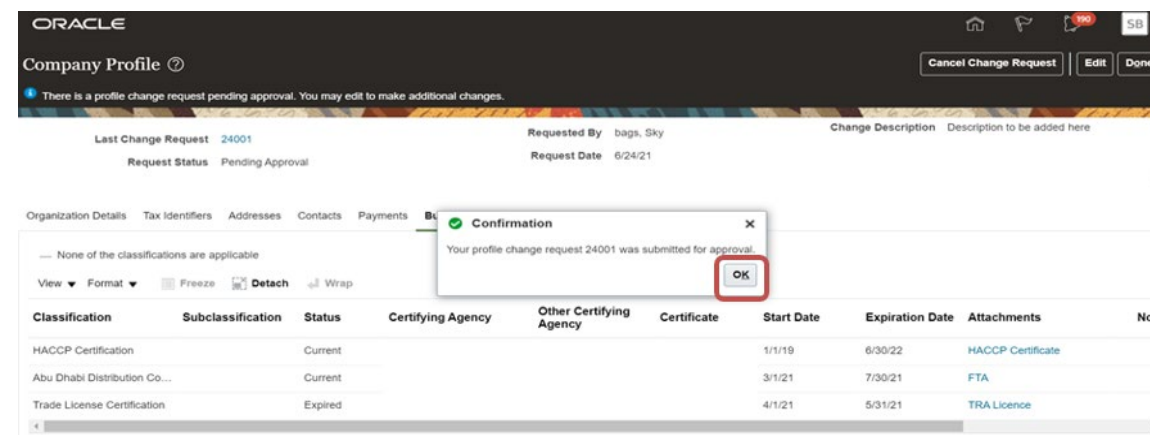 ORACLE
190
SB
Company Profile
Cancel Change Request
Edit
Done
There is a profile change request pending approval. You may edit to make additional changes.
Last Change Request 24001
Requested By bags, Sky
Change Description Description to be added here
Request Status Pending Approval
Request Date 6/24/21
Organization Details Tax Identifiers Addresses Contacts Payments
Confirmation
Your profile change request 24001 was submitted for approval.
OK
None of the classifications are applicable
View Format Freeze Detach Wrap
Classification Subclassification Status Certifying Agency Other Certifying Agency Certificate Start Date Expiration Date Attachments
HACCP Certification Current 1/1/19 6/30/22 HACCP Certificate
Abu Dhabi Distribution Co... Current 3/1/21 7/30/21 FTA
Trade License Certification Expired 4/1/21 5/31/21 TRA Licence